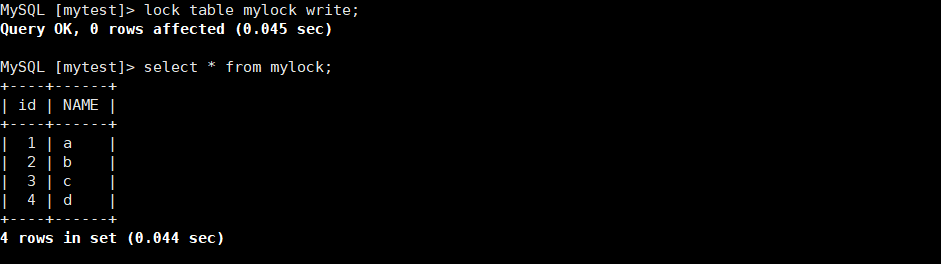 MySQL [mytest]> lock table mylock write;
Query OK, 0 rows affected (0.045 sec)
MySQL [mytest]> select * from mylock;
+----+------+
| id | NAME |
+----+------+
|  1 | a    |
|  2 | b    |
|  3 | c    |
|  4 | d    |
+----+------+
4 rows in set (0.044 sec)